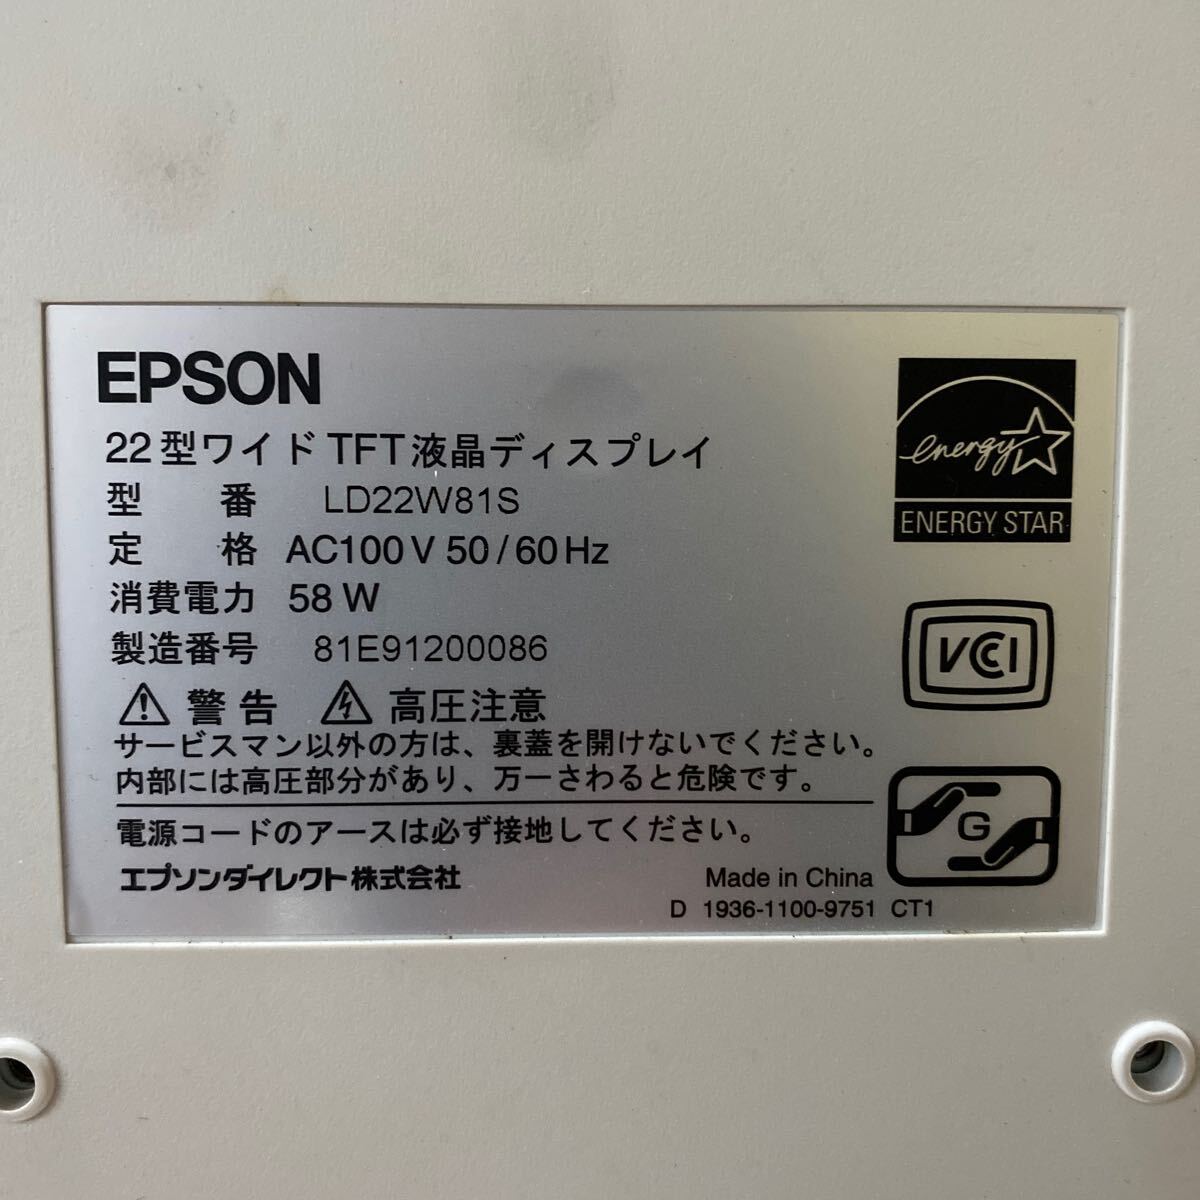 EPSON
22型ワイド TFT液晶ディスプレイ
型 番 LD22W81S
定 格 AC100V 50/60Hz
消費電力 58W
製造番号 81E91200086
警告 高圧注意
サービスマン以外の方は、裏蓋を開けないでください。
内部には高圧部分があり、万一さわると危険です。
電源コードのアースは必ず接地してください。
エプソンダイレクト株式会社
Made in China
D 1936-1100-9751 CT1
energy
ENERGY STAR
VCCI
G